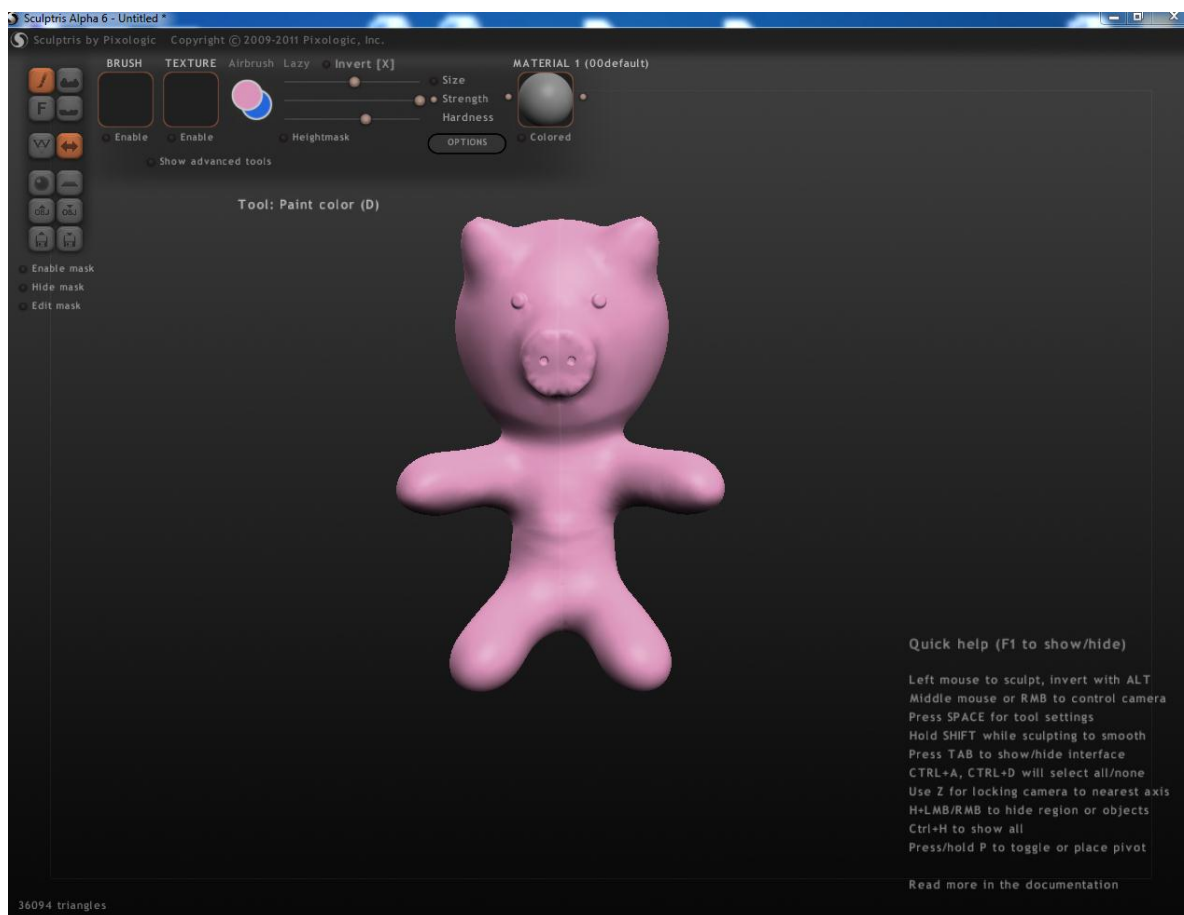 Sculptris Alpha 6 - Untitled *
Sculptris by Pixologic Copyright © 2009-2011 Pixologic, Inc.
BRUSH TEXTURE Airbrush Lazy Invert [X] MATERIAL 1 (00default)
Size
F Strength
Hardness
Enable Enable Heightmask OPTIONS Colored
W
Show advanced tools
OBJ OBJ
Tool: Paint color (D)
Enable mask
Hide mask
Edit mask
Quick help (F1 to show/hide)
Left mouse to sculpt, invert with ALT
Middle mouse or RMB to control camera
Press SPACE for tool settings
Hold SHIFT while sculpting to smooth
Press TAB to show/hide interface
CTRL+A, CTRL+D will select all/none
Use Z for locking camera to nearest axis
H+LMB/RMB to hide region or objects
Ctrl+H to show all
Press/hold P to toggle or place pivot
Read more in the documentation
36094 triangles